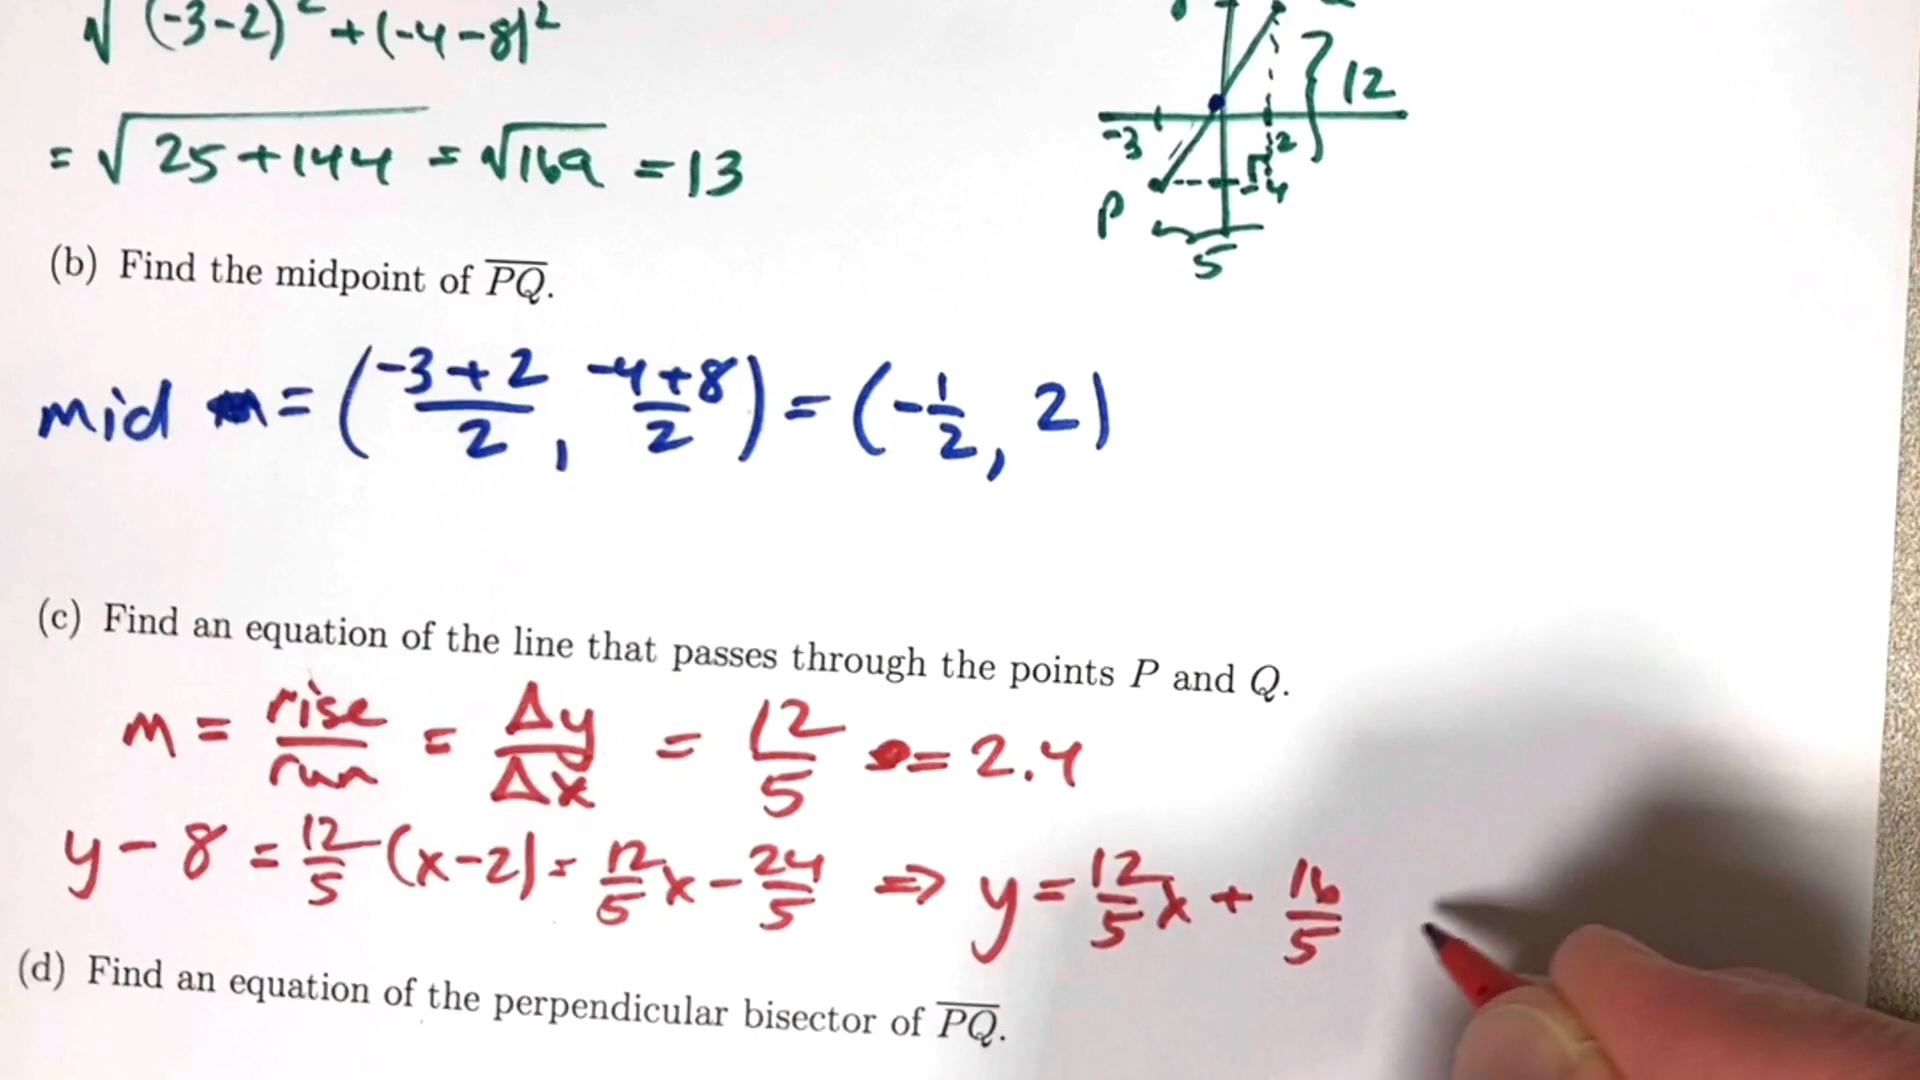 √(-3-2)² + (-4-8)²
12
= √25+144 = √169 = 13
-3
2
-4
P
5
(b) Find the midpoint of PQ.
mid m = (-3+2/2, -4+8/2) = (-1/2, 2)
(c) Find an equation of the line that passes through the points P and Q.
m = rise/run = Δy/Δx = 12/5 = 2.4
y - 8 = 12/5 (x-2) = 12/5 x - 24/5 ⇒ y = 12/5 x + 16/5
(d) Find an equation of the perpendicular bisector of PQ.